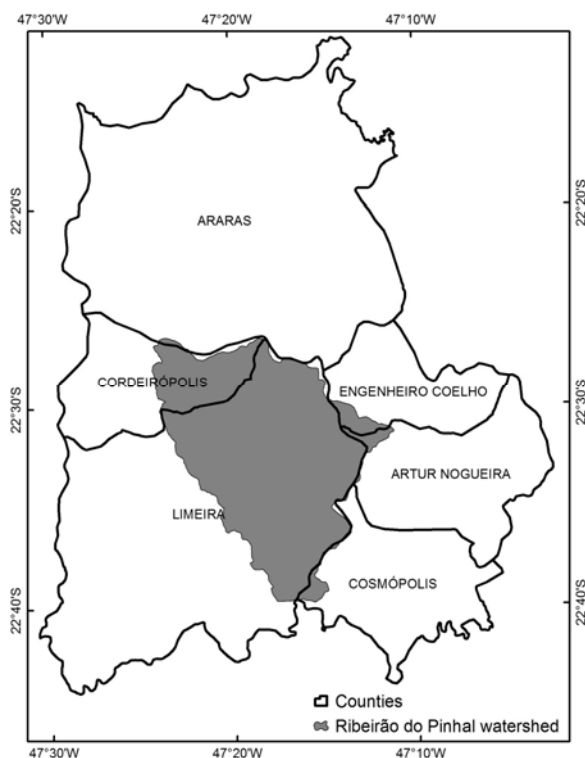 47°30'W 47°20'W 47°10'W
22°20'S 22°20'S
ARARAS
CORDEIRÓPOLIS
ENGENHEIRO COELHO
22°30'S 22°30'S
ARTUR NOGUEIRA
LIMEIRA
COSMÓPOLIS
22°40'S 22°40'S
Counties
Ribeirão do Pinhal watershed
47°30'W 47°20'W 47°10'W